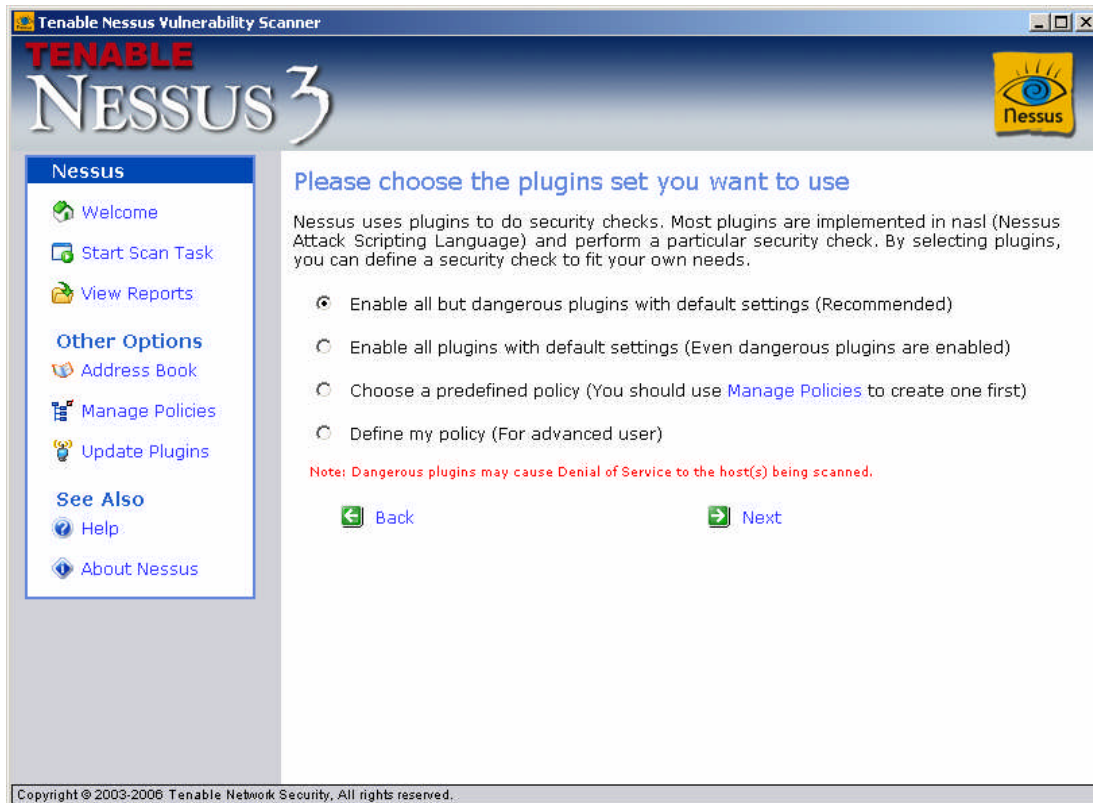 Tenable Nessus Vulnerability Scanner
TENABLE
NESSUS 3
Nessus
Nessus
Welcome
Start Scan Task
View Reports
Other Options
Address Book
Manage Policies
Update Plugins
See Also
Help
About Nessus
Please choose the plugins set you want to use
Nessus uses plugins to do security checks. Most plugins are implemented in nasl (Nessus
Attack Scripting Language) and perform a particular security check. By selecting plugins,
you can define a security check to fit your own needs.
Enable all but dangerous plugins with default settings (Recommended)
Enable all plugins with default settings (Even dangerous plugins are enabled)
Choose a predefined policy (You should use Manage Policies to create one first)
Define my policy (For advanced user)
Note: Dangerous plugins may cause Denial of Service to the host(s) being scanned.
Back
Next
Copyright © 2003-2006 Tenable Network Security, All rights reserved.